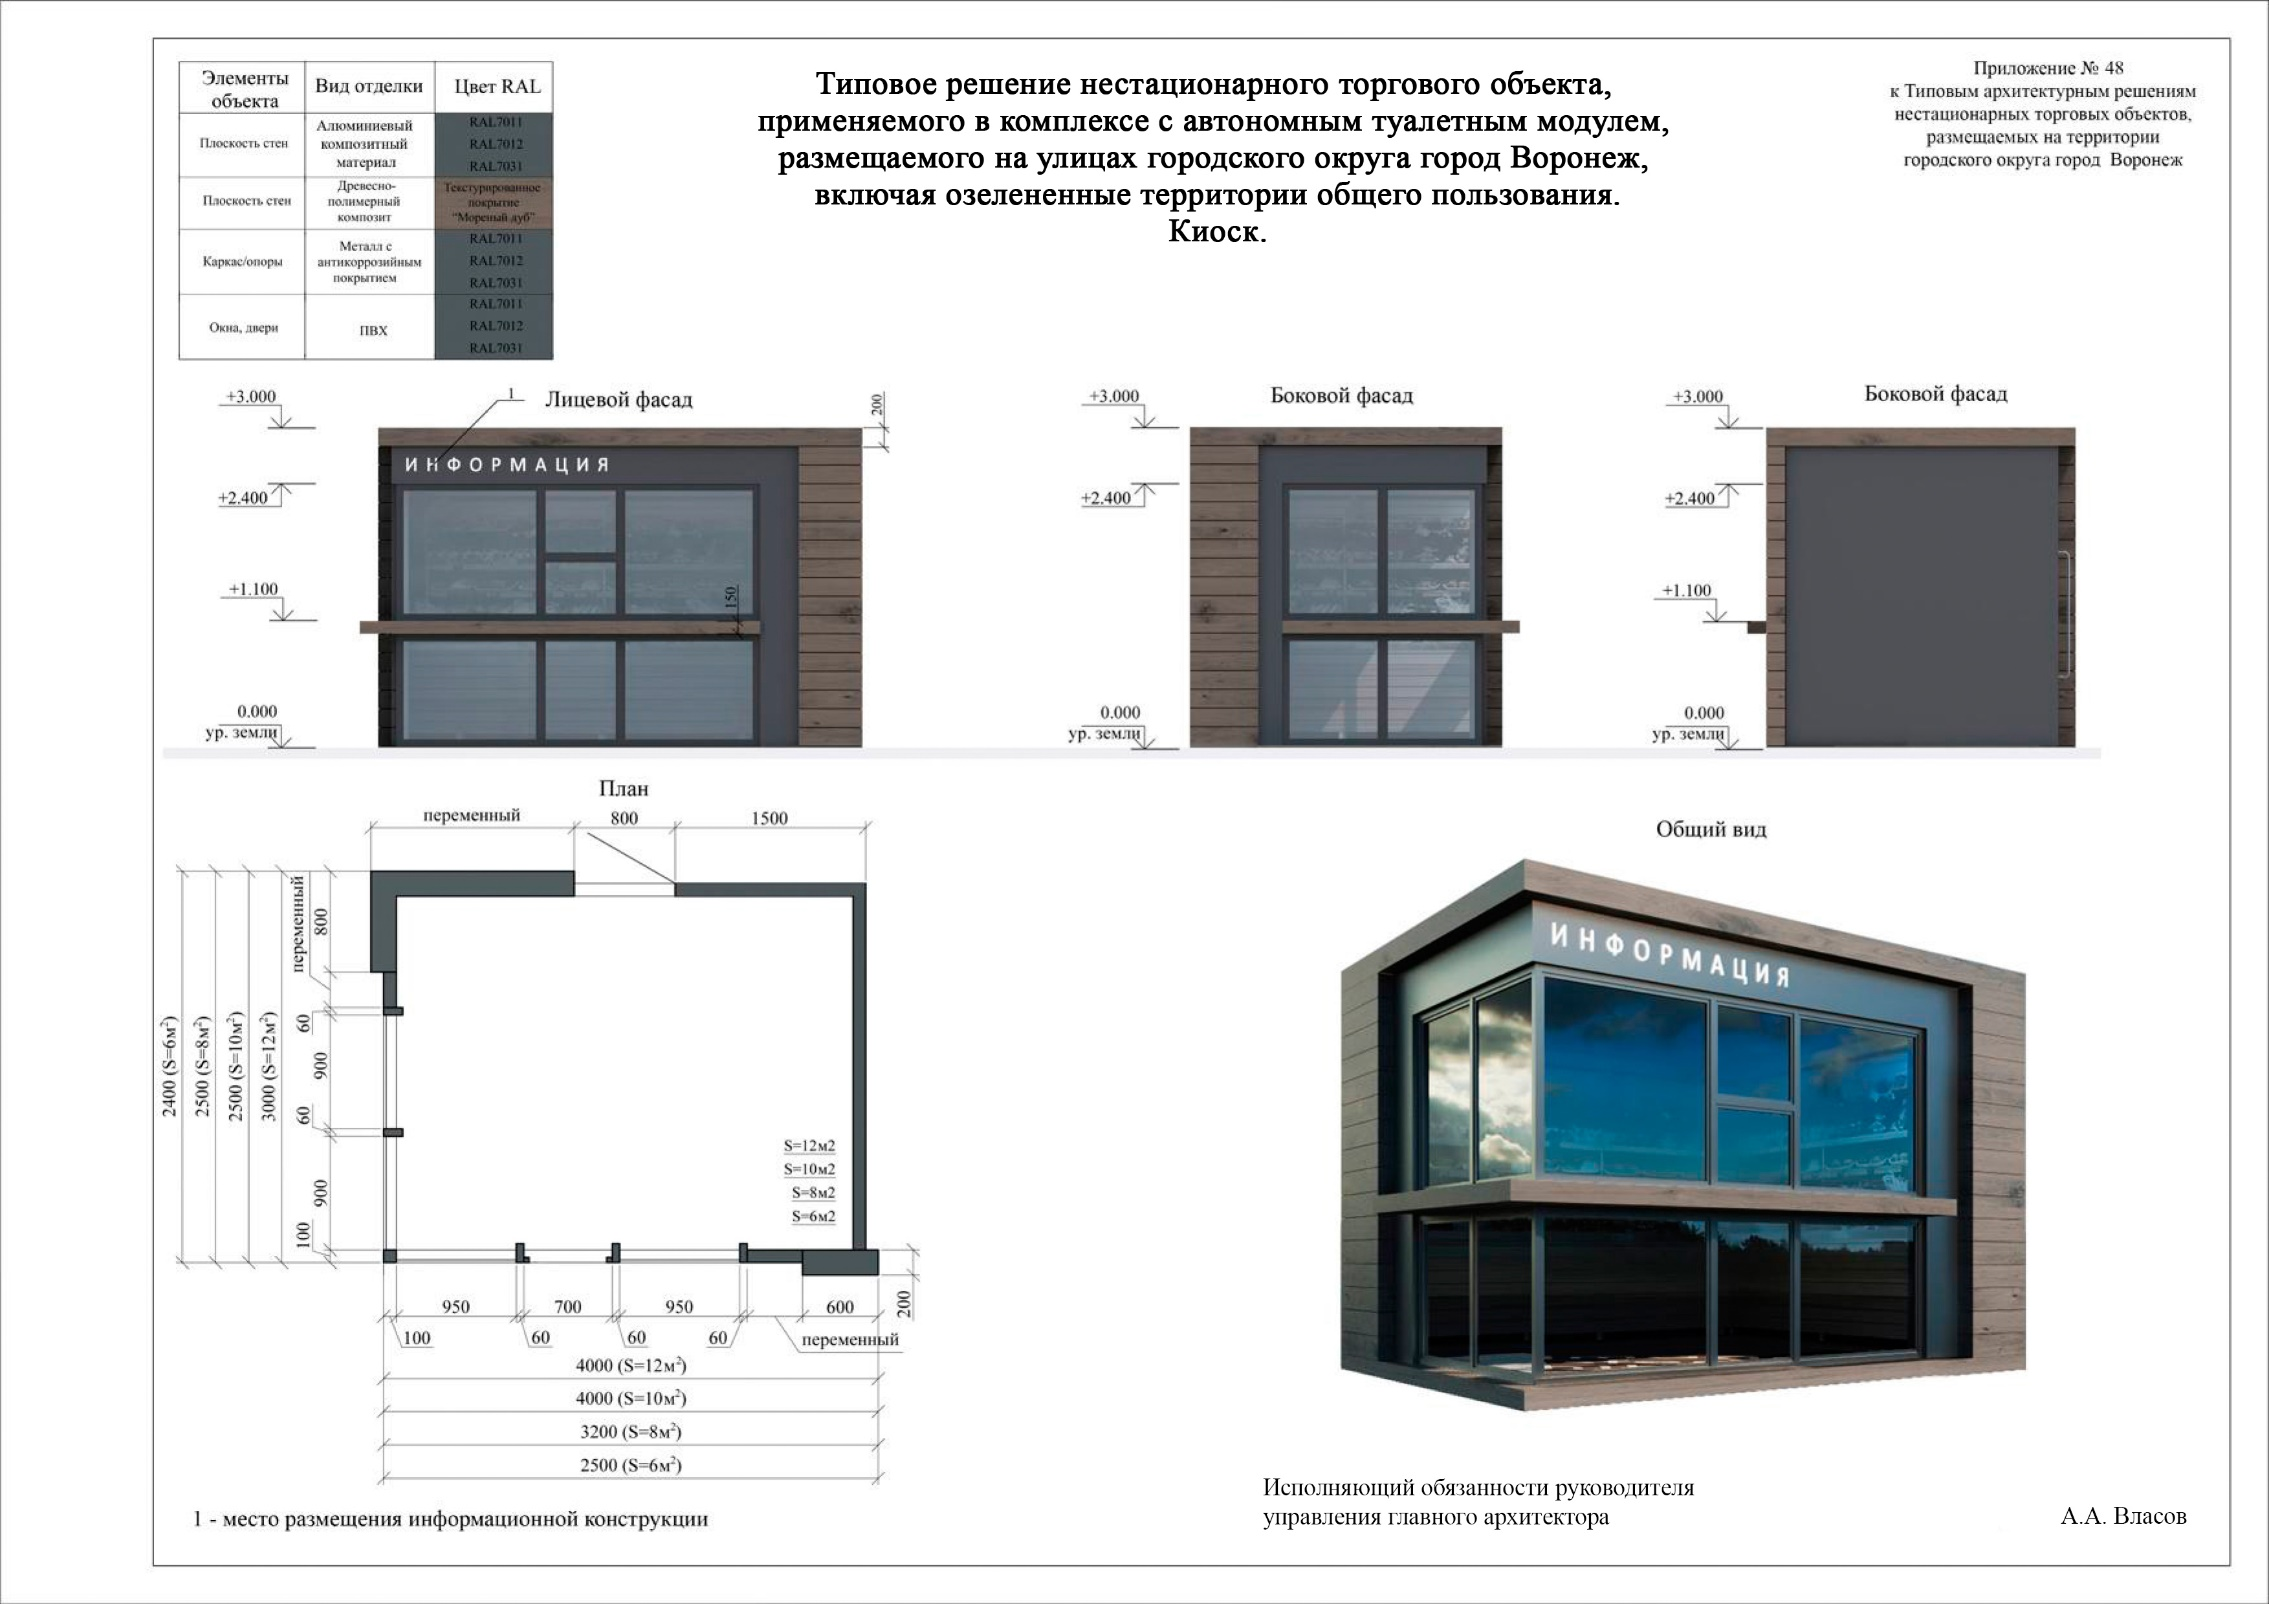 Приложение № 48
к Типовым архитектурным решениям
нестационарных торговых объектов,
размещаемых на территории
городского округа город Воронеж
Типовое решение нестационарного торгового объекта,
применяемого в комплексе с автономным туалетным модулем,
размещаемого на улицах городского округа город Воронеж,
включая озелененные территории общего пользования.
Киоск.
Элементы объекта
Вид отделки
Цвет RAL
Плоскость стен
Алюминиевый
композитный
материал
RAL7011
RAL7012
RAL7031
Плоскость стен
Древесно-
полимерный
композит
Текстурированное
покрытие
“Мореный дуб”
Каркас/опоры
Металл с
антикоррозийным
покрытием
RAL7011
RAL7012
RAL7031
Окна, двери
ПВХ
RAL7011
RAL7012
RAL7031
1
Лицевой фасад
+3.000
+2.400
+1.100
0.000
ур. земли
200
150
ИНФОРМАЦИЯ
Боковой фасад
+3.000
+2.400
0.000
ур. земли
Боковой фасад
+3.000
+2.400
+1.100
0.000
ур. земли
План
переменный
800
1500
2400 (S=6м²)
2500 (S=8м²)
2500 (S=10м²)
3000 (S=12м²)
переменный
800
60
900
60
900
100
S=12м2
S=10м2
S=8м2
S=6м2
950
700
950
600
200
100
60
60
60
переменный
4000 (S=12м²)
4000 (S=10м²)
3200 (S=8м²)
2500 (S=6м²)
1 - место размещения информационной конструкции
Общий вид
ИНФОРМАЦИЯ
Исполняющий обязанности руководителя
управления главного архитектора
А.А. Власов